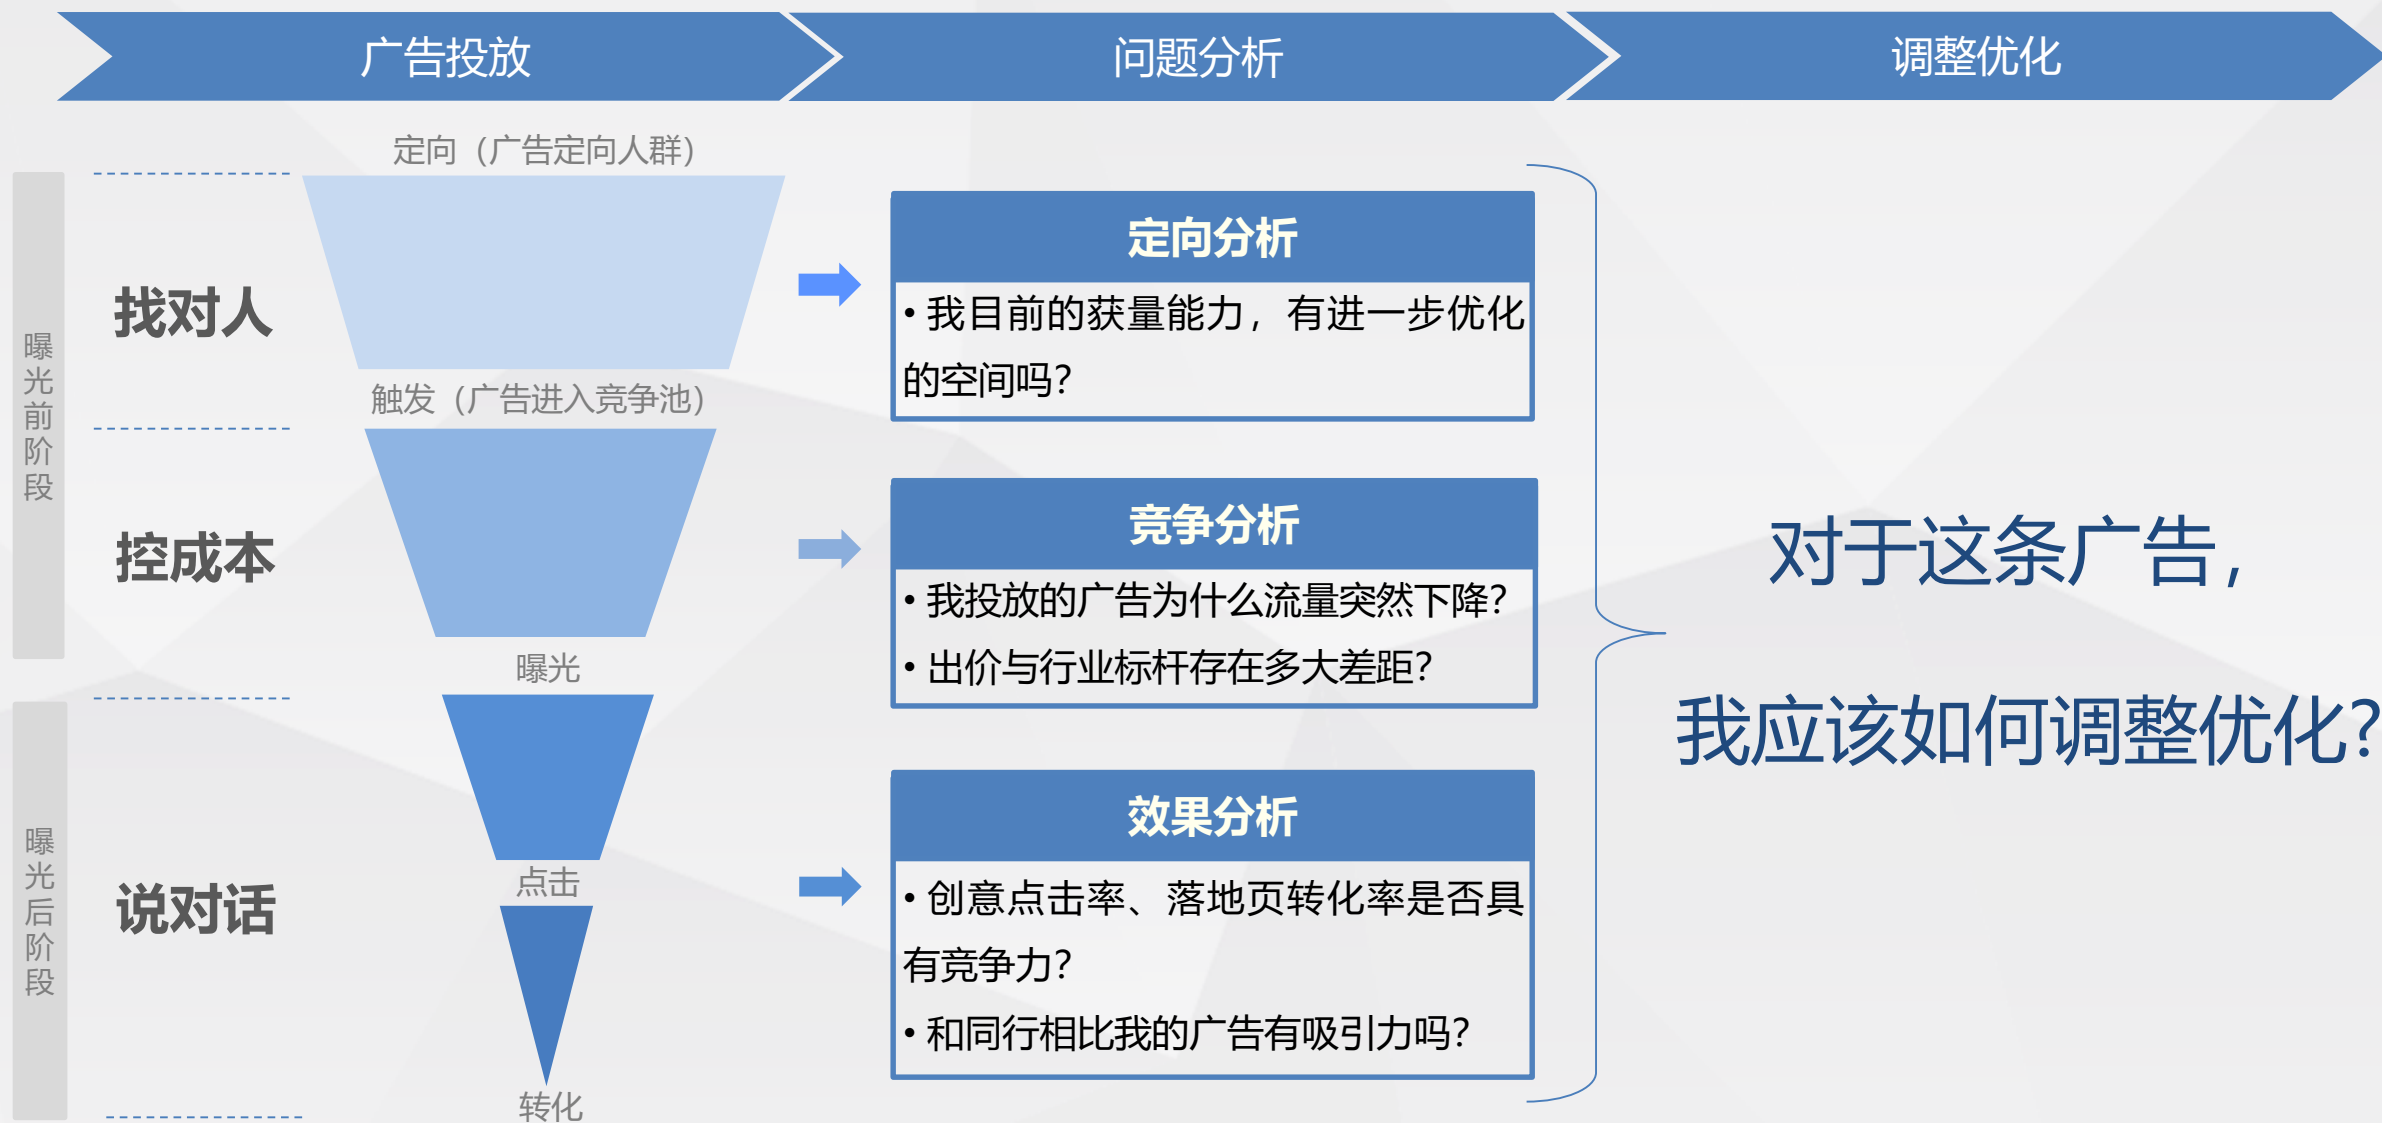 广告投放
问题分析
调整优化
曝光前阶段
找对人
控成本
曝光后阶段
说对话
定向（广告定向人群）
触发（广告进入竞争池）
曝光
点击
转化
定向分析
• 我目前的获量能力，有进一步优化
的空间吗？
竞争分析
• 我投放的广告为什么流量突然下降？
• 出价与行业标杆存在多大差距？
效果分析
• 创意点击率、落地页转化率是否具
有竞争力？
• 和同行相比我的广告有吸引力吗？
对于这条广告，
我应该如何调整优化？